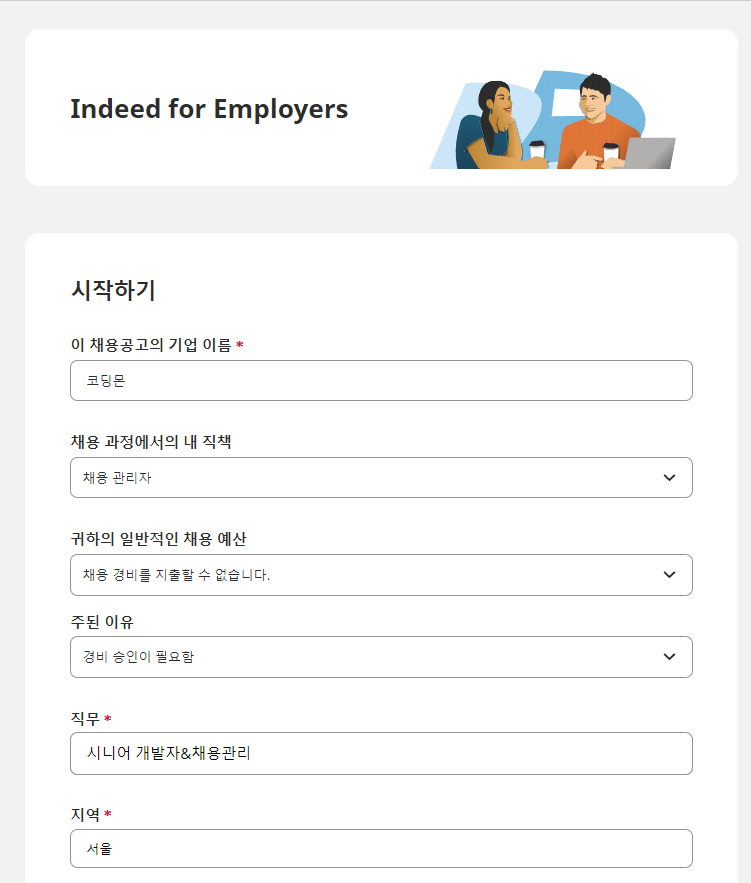 Indeed for Employers
시작하기
이 채용공고의 기업 이름 *
코딩몬
채용 과정에서의 내 직책
채용 관리자
귀하의 일반적인 채용 예산
채용 경비를 지출할 수 없습니다.
주된 이유
경비 승인이 필요함
직무 *
시니어 개발자&채용관리
지역 *
서울